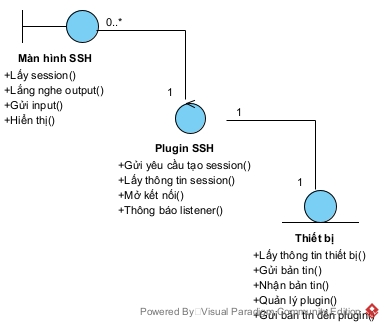 0..*
Màn hình SSH
+Lấy session()
+Lắng nghe output()
+Gửi input()
+Hiển thị()
1
1
Plugin SSH
+Gửi yêu cầu tạo session()
+Lấy thông tin session()
+Mở kết nối()
+Thông báo listener()
1
Thiết bị
+Lấy thông tin thiết bị()
+Gửi bản tin()
+Nhận bản tin()
+Quản lý plugin()
+Gửi bản tin đến plugin()
Powered By Visual Paradigm Community Edition